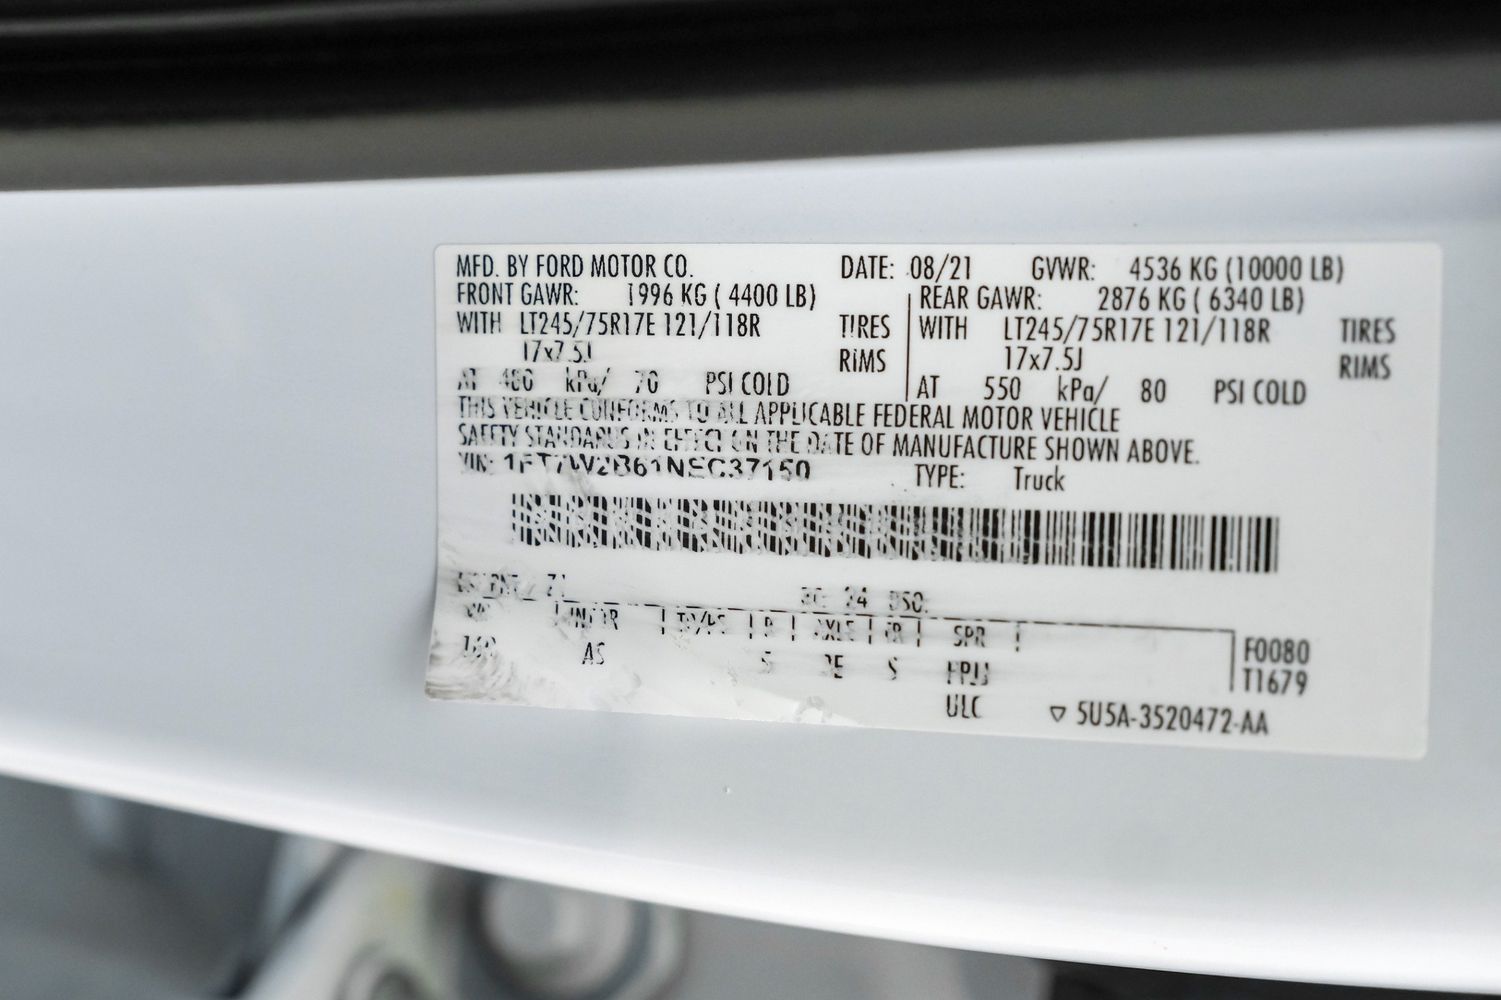 MFD. BY FORD MOTOR CO. DATE: 08/21 GVWR: 4536 KG (10000 LB)
FRONT GAWR: 1996 KG ( 4400 LB) REAR GAWR: 2876 KG ( 6340 LB)
WITH LT245/75R17E 121/118R TIRES WITH LT245/75R17E 121/118R TIRES
17x7.5J RIMS 17x7.5J RIMS
AT kPa/ 70 PSI COLD AT 550 kPa/ 80 PSI COLD
THIS VEHICLE CONFORMS TO ALL APPLICABLE FEDERAL MOTOR VEHICLE
SAFETY STANDARDS IN EFFECT ON THE DATE OF MANUFACTURE SHOWN ABOVE.
VIN: 1FT7W2B61NEC37150 TYPE: Truck
24 DSO:
SPR
F0080
AS S T1679
ULC ▽ 5U5A-3520472-AA